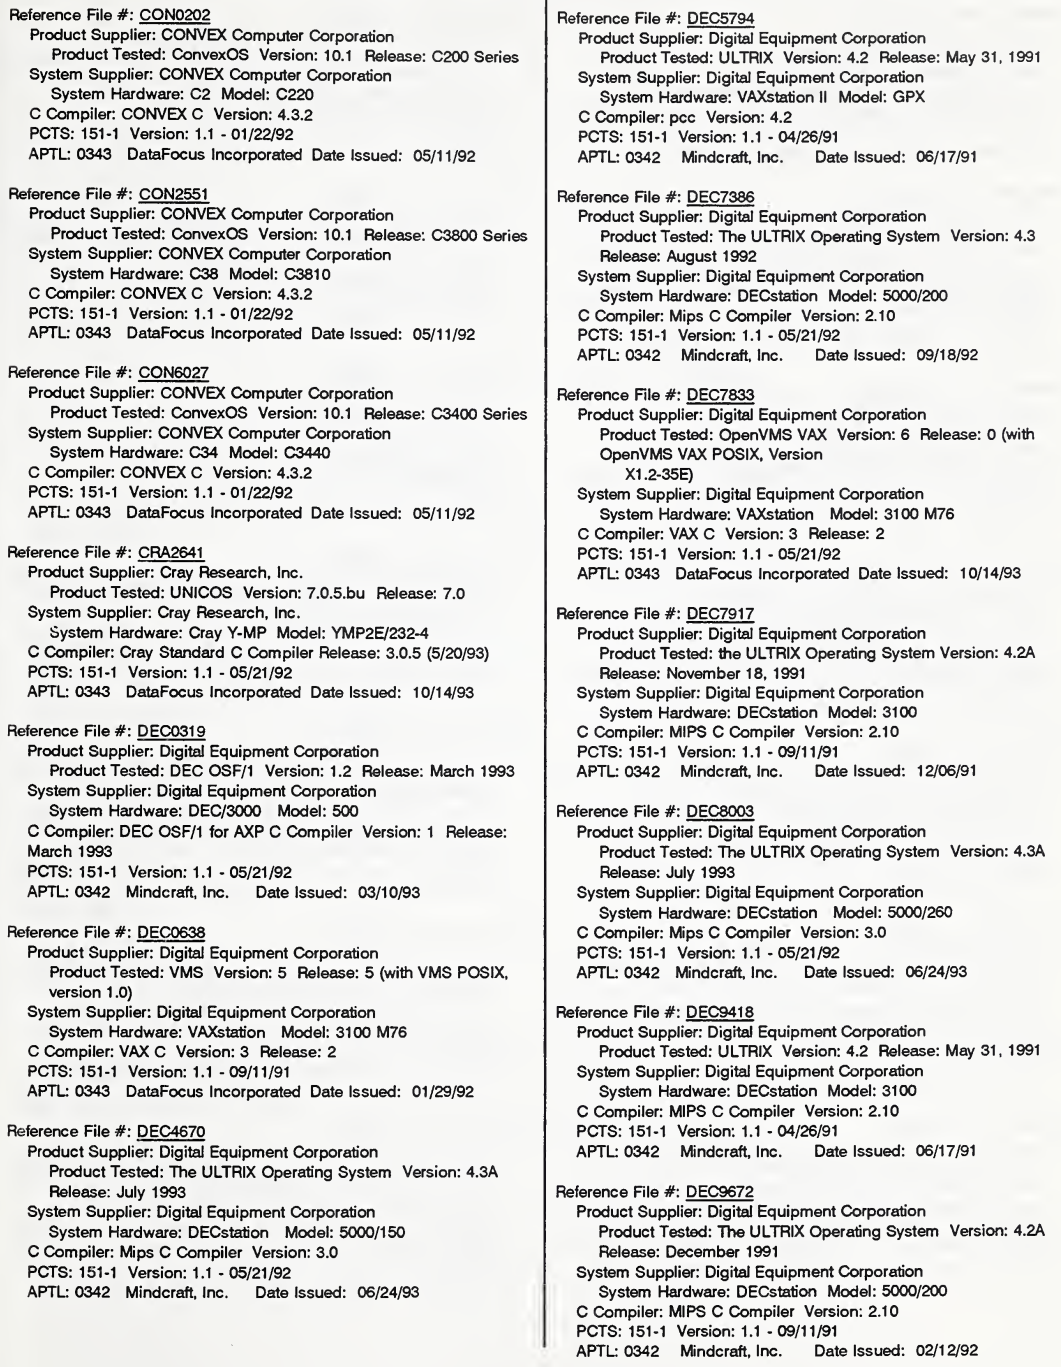 Reference File #: CON0202
Product Supplier: CONVEX Computer Corporation
Product Tested: ConvexOS Version: 10.1 Release: C200 Series
System Supplier: CONVEX Computer Corporation
System Hardware: C2 Model: C220
C Compiler: CONVEX C Version: 4.3.2
PCTS: 151-1 Version: 1.1 - 01/22/92
APTL: 0343 DataFocus Incorporated Date Issued: 05/11/92
Reference File #: CON2551
Product Supplier: CONVEX Computer Corporation
Product Tested: ConvexOS Version: 10.1 Release: C3800 Series
System Supplier: CONVEX Computer Corporation
System Hardware: C38 Model: C3810
C Compiler: CONVEX C Version: 4.3.2
PCTS: 151-1 Version: 1.1 - 01/22/92
APTL: 0343 DataFocus Incorporated Date Issued: 05/11/92
Reference File #: CON6027
Product Supplier: CONVEX Computer Corporation
Product Tested: ConvexOS Version: 10.1 Release: C3400 Series
System Supplier: CONVEX Computer Corporation
System Hardware: C34 Model: C3440
C Compiler: CONVEX C Version: 4.3.2
PCTS: 151-1 Version: 1.1 - 01/22/92
APTL: 0343 DataFocus Incorporated Date Issued: 05/11/92
Reference File #: CRA2641
Product Supplier: Cray Research, Inc.
Product Tested: UNICOS Version: 7.0.5.bu Release: 7.0
System Supplier: Cray Research, Inc.
System Hardware: Cray Y-MP Model: YMP2E/232-4
C Compiler: Cray Standard C Compiler Release: 3.0.5 (5/20/93)
PCTS: 151-1 Version: 1.1 - 05/21/92
APTL: 0343 DataFocus Incorporated Date Issued: 10/14/93
Reference File #: DEC0319
Product Supplier: Digital Equipment Corporation
Product Tested: DEC OSF/1 Version: 1.2 Release: March 1993
System Supplier: Digital Equipment Corporation
System Hardware: DEC/3000 Model: 500
C Compiler: DEC OSF/1 for AXP C Compiler Version: 1 Release:
March 1993
PCTS: 151-1 Version: 1.1 - 05/21/92
APTL: 0342 Mindcraft, Inc. Date Issued: 03/10/93
Reference File #: DEC0638
Product Supplier: Digital Equipment Corporation
Product Tested: VMS Version: 5 Release: 5 (with VMS POSIX,
version 1.0)
System Supplier: Digital Equipment Corporation
System Hardware: VAXstation Model: 3100 M76
C Compiler: VAX C Version: 3 Release: 2
PCTS: 151-1 Version: 1.1 - 09/11/91
APTL: 0343 DataFocus Incorporated Date Issued: 01/29/92
Reference File #: DEC4670
Product Supplier: Digital Equipment Corporation
Product Tested: The ULTRIX Operating System Version: 4.3A
Release: July 1993
System Supplier: Digital Equipment Corporation
System Hardware: DECstation Model: 5000/150
C Compiler: Mips C Compiler Version: 3.0
PCTS: 151-1 Version: 1.1 - 05/21/92
APTL: 0342 Mindcraft, Inc. Date Issued: 06/24/93
Reference File #: DEC5794
Product Supplier: Digital Equipment Corporation
Product Tested: ULTRIX Version: 4.2 Release: May 31, 1991
System Supplier: Digital Equipment Corporation
System Hardware: VAXstation II Model: GPX
C Compiler: pcc Version: 4.2
PCTS: 151-1 Version: 1.1 - 04/26/91
APTL: 0342 Mindcraft, Inc. Date Issued: 06/17/91
Reference File #: DEC7386
Product Supplier: Digital Equipment Corporation
Product Tested: The ULTRIX Operating System Version: 4.3
Release: August 1992
System Supplier: Digital Equipment Corporation
System Hardware: DECstation Model: 5000/200
C Compiler: Mips C Compiler Version: 2.10
PCTS: 151-1 Version: 1.1 - 05/21/92
APTL: 0342 Mindcraft, Inc. Date Issued: 09/18/92
Reference File #: DEC7833
Product Supplier: Digital Equipment Corporation
Product Tested: OpenVMS VAX Version: 6 Release: 0 (with
OpenVMS VAX POSIX, Version
X1.2-35E)
System Supplier: Digital Equipment Corporation
System Hardware: VAXstation Model: 3100 M76
C Compiler: VAX C Version: 3 Release: 2
PCTS: 151-1 Version: 1.1 - 05/21/92
APTL: 0343 DataFocus Incorporated Date Issued: 10/14/93
Reference File #: DEC7917
Product Supplier: Digital Equipment Corporation
Product Tested: the ULTRIX Operating System Version: 4.2A
Release: November 18, 1991
System Supplier: Digital Equipment Corporation
System Hardware: DECstation Model: 3100
C Compiler: MIPS C Compiler Version: 2.10
PCTS: 151-1 Version: 1.1 - 09/11/91
APTL: 0342 Mindcraft, Inc. Date Issued: 12/06/91
Reference File #: DEC8003
Product Supplier: Digital Equipment Corporation
Product Tested: The ULTRIX Operating System Version: 4.3A
Release: July 1993
System Supplier: Digital Equipment Corporation
System Hardware: DECstation Model: 5000/260
C Compiler: Mips C Compiler Version: 3.0
PCTS: 151-1 Version: 1.1 - 05/21/92
APTL: 0342 Mindcraft, Inc. Date Issued: 06/24/93
Reference File #: DEC9418
Product Supplier: Digital Equipment Corporation
Product Tested: ULTRIX Version: 4.2 Release: May 31, 1991
System Supplier: Digital Equipment Corporation
System Hardware: DECstation Model: 3100
C Compiler: MIPS C Compiler Version: 2.10
PCTS: 151-1 Version: 1.1 - 04/26/91
APTL: 0342 Mindcraft, Inc. Date Issued: 06/17/91
Reference File #: DEC9672
Product Supplier: Digital Equipment Corporation
Product Tested: The ULTRIX Operating System Version: 4.2A
Release: December 1991
System Supplier: Digital Equipment Corporation
System Hardware: DECstation Model: 5000/200
C Compiler: MIPS C Compiler Version: 2.10
PCTS: 151-1 Version: 1.1 - 09/11/91
APTL: 0342 Mindcraft, Inc. Date Issued: 02/12/92